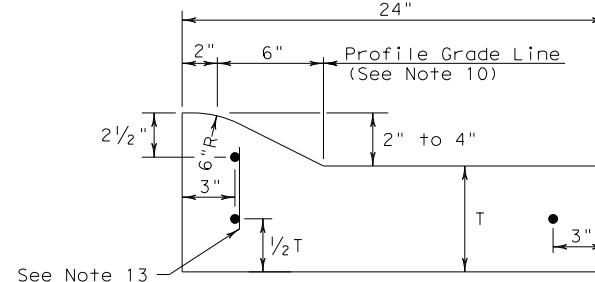 24"
2"
6"
Profile Grade Line
(See Note 10)
2½"
6"R
2" to 4"
3"
T
½T
3"
See Note 13